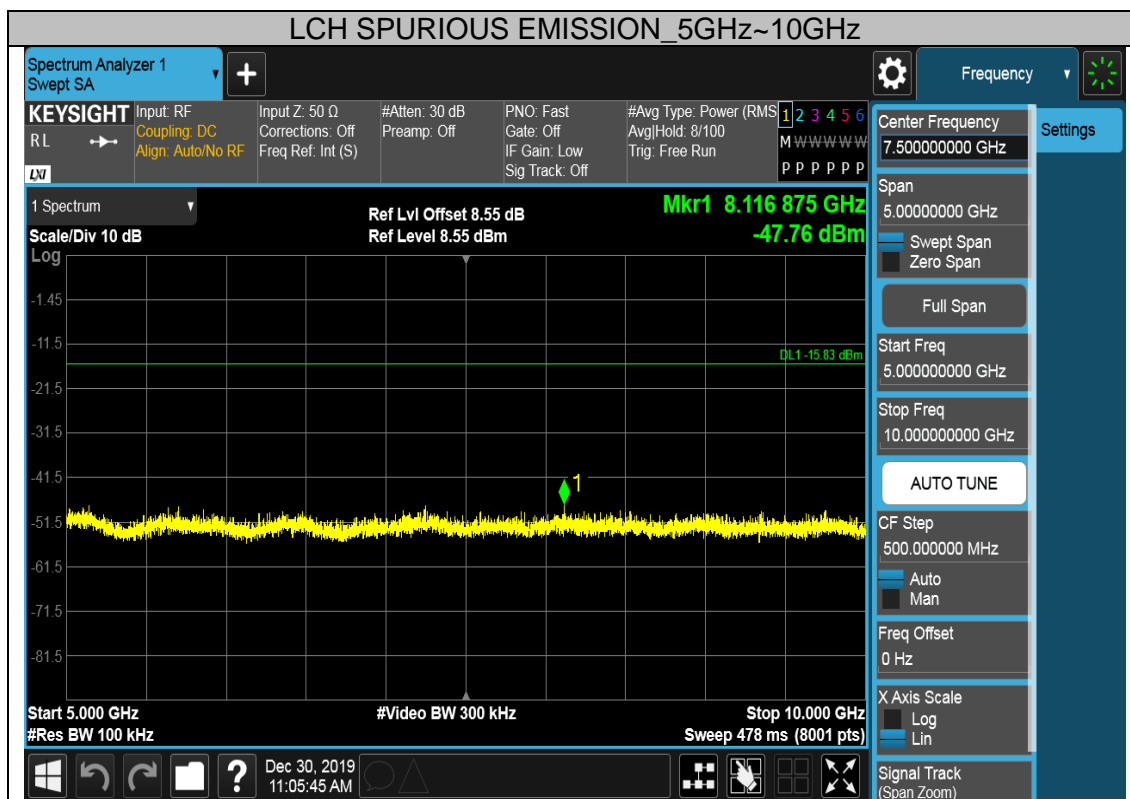 LCH SPURIOUS EMISSION_5GHz~10GHz
Spectrum Analyzer 1
Swept SA
+
Frequency
KEYSIGHT
RL
LXI
Input: RF
Coupling: DC
Align: Auto/No RF
Input Z: 50 Ω
Corrections: Off
Freq Ref: Int (S)
#Atten: 30 dB
Preamp: Off
PNO: Fast
Gate: Off
IF Gain: Low
Sig Track: Off
#Avg Type: Power (RMS
Avg|Hold: 8/100
Trig: Free Run
1 2 3 4 5 6
M W W W W W
P P P P P P
1 Spectrum
Scale/Div 10 dB
Log
Ref Lvl Offset 8.55 dB
Ref Level 8.55 dBm
Mkr1 8.116 875 GHz
-47.76 dBm
-1.45
-11.5
DL1 -15.83 dBm
-21.5
-31.5
-41.5
1
-51.5
-61.5
-71.5
-81.5
Start 5.000 GHz
#Res BW 100 kHz
#Video BW 300 kHz
Stop 10.000 GHz
Sweep 478 ms (8001 pts)
?
Dec 30, 2019
11:05:45 AM
Center Frequency
7.500000000 GHz
Settings
Span
5.00000000 GHz
Swept Span
Zero Span
Full Span
Start Freq
5.000000000 GHz
Stop Freq
10.000000000 GHz
AUTO TUNE
CF Step
500.000000 MHz
Auto
Man
Freq Offset
0 Hz
X Axis Scale
Log
Lin
Signal Track
(Span Zoom)